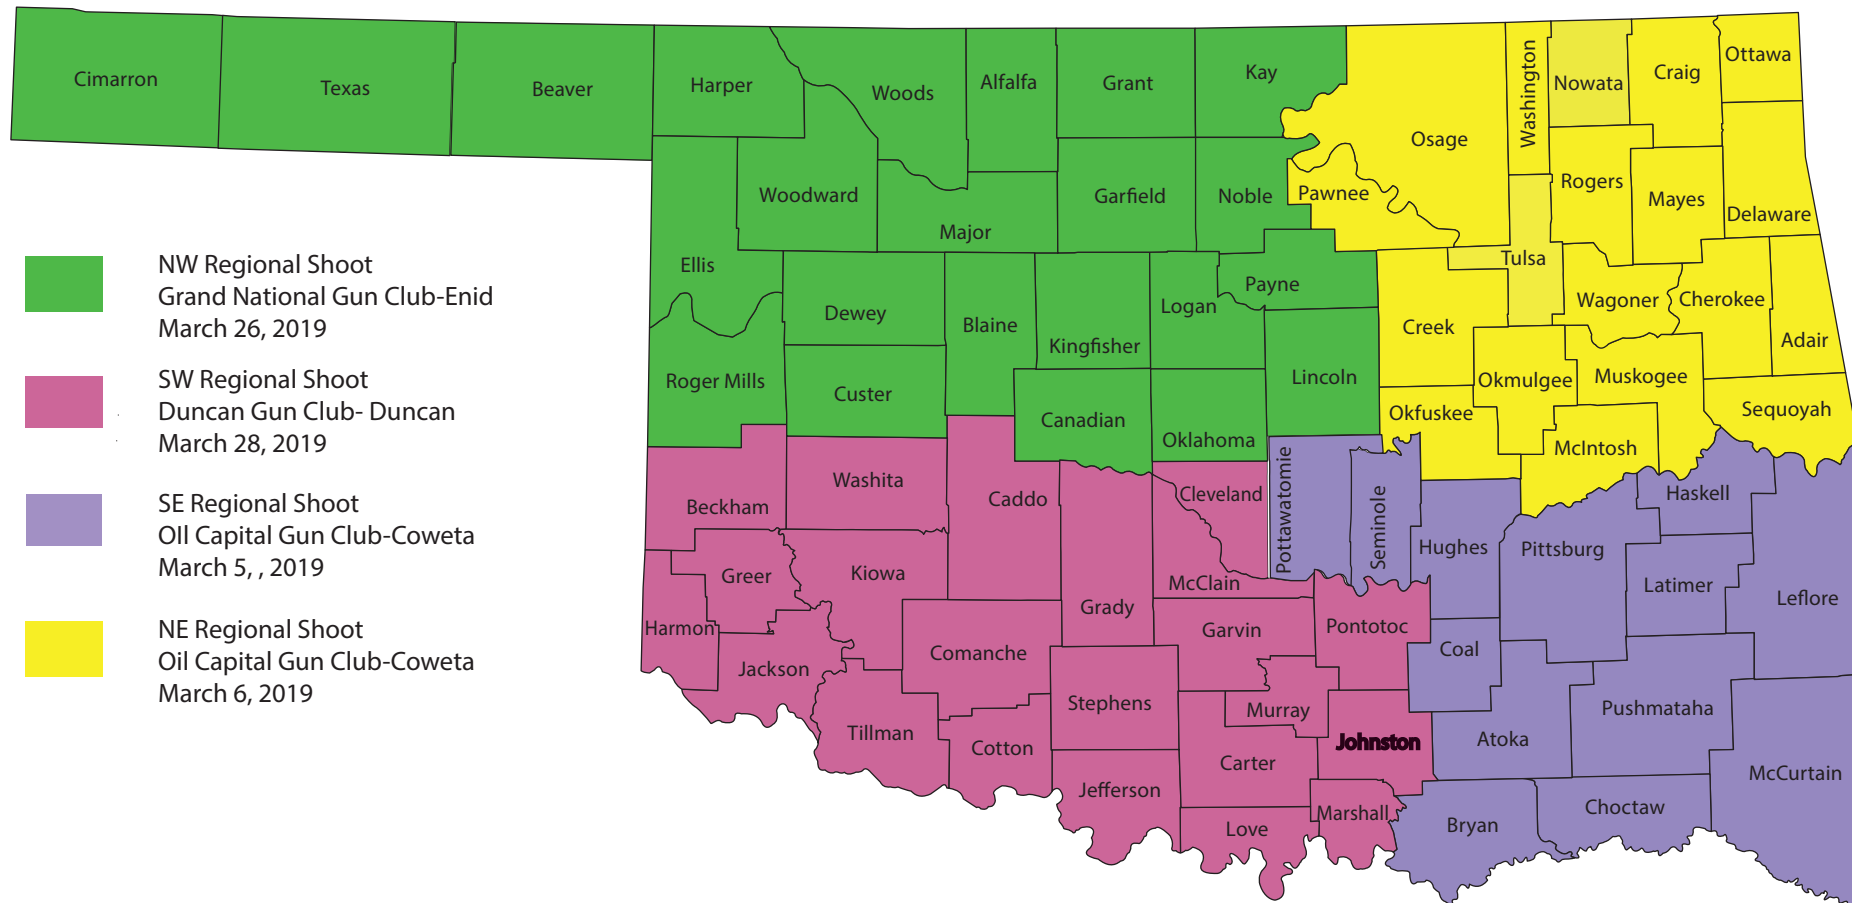 Cimarron
Texas
Beaver
Harper
Woods
Alfalfa
Grant
Kay
Osage
Washington
Nowata
Craig
Ottawa
Woodward
Major
Garfield
Noble
Pawnee
Rogers
Mayes
Delaware
Ellis
Dewey
Blaine
Kingfisher
Logan
Payne
Tulsa
Creek
Wagoner
Cherokee
Adair
Roger Mills
Custer
Canadian
Oklahoma
Lincoln
Okmulgee
Muskogee
Okfuskee
McIntosh
Sequoyah
NW Regional Shoot
Grand National Gun Club-Enid
March 26, 2019
SW Regional Shoot
Duncan Gun Club- Duncan
March 28, 2019
SE Regional Shoot
OIl Capital Gun Club-Coweta
March 5, , 2019
NE Regional Shoot
Oil Capital Gun Club-Coweta
March 6, 2019
Beckham
Washita
Caddo
Cleveland
Pottawatomie
Seminole
Hughes
Pittsburg
Haskell
Latimer
Leflore
Greer
Kiowa
Grady
McClain
Harmon
Jackson
Comanche
Garvin
Pontotoc
Coal
Tillman
Cotton
Stephens
Murray
Johnston
Atoka
Pushmataha
McCurtain
Jefferson
Carter
Love
Marshall
Bryan
Choctaw